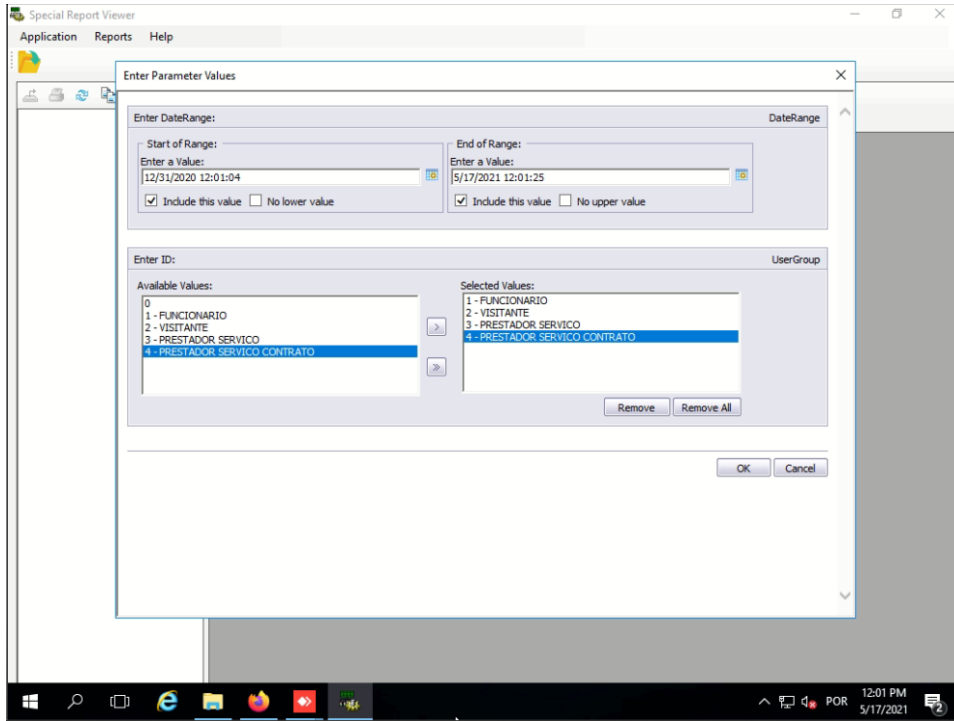 Special Report Viewer
Application Reports Help
Enter Parameter Values
Enter DateRange: DateRange
Start of Range: End of Range:
Enter a Value: Enter a Value:
12/31/2020 12:01:04 5/17/2021 12:01:25
Include this value No lower value Include this value No upper value
Enter ID: UserGroup
Available Values: Selected Values:
0
1 - FUNCIONARIO
2 - VISITANTE
3 - PRESTADOR SERVICO
4 - PRESTADOR SERVICO CONTRATO
1 - FUNCIONARIO
2 - VISITANTE
3 - PRESTADOR SERVICO
4 - PRESTADOR SERVICO CONTRATO
Remove Remove All
OK Cancel
POR
12:01 PM
5/17/2021
2